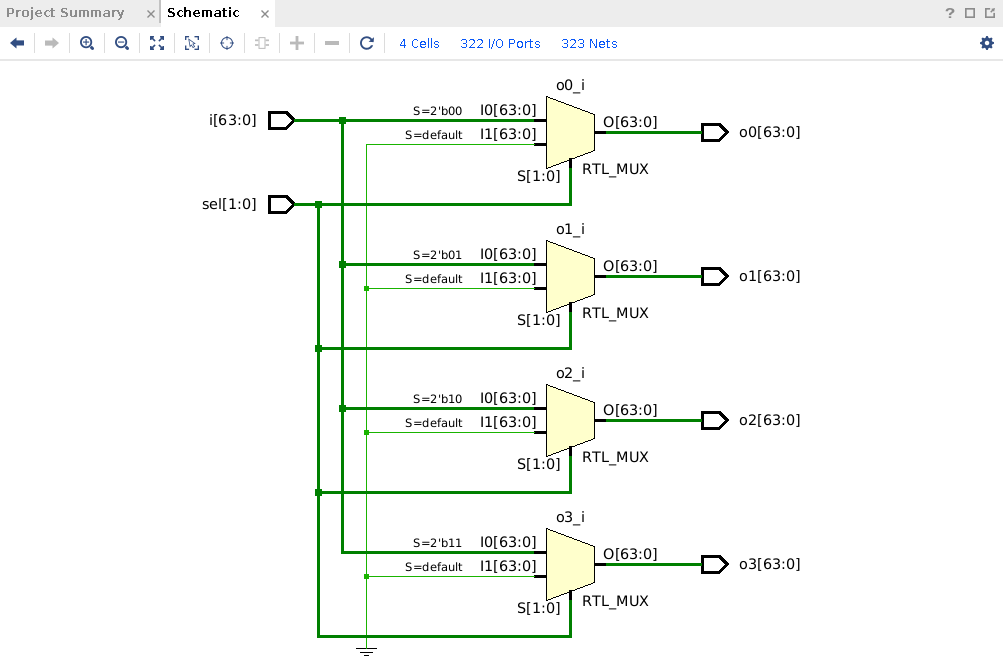 Project Summary × Schematic × ?
4 Cells 322 I/O Ports 323 Nets
o0_i
S=2'b00 I0[63:0]
i[63:0]
O[63:0]
S=default I1[63:0]
o0[63:0]
S[1:0] RTL_MUX
sel[1:0]
o1_i
S=2'b01 I0[63:0]
O[63:0]
S=default I1[63:0]
o1[63:0]
S[1:0] RTL_MUX
o2_i
S=2'b10 I0[63:0]
O[63:0]
S=default I1[63:0]
o2[63:0]
S[1:0] RTL_MUX
o3_i
S=2'b11 I0[63:0]
O[63:0]
S=default I1[63:0]
o3[63:0]
S[1:0] RTL_MUX